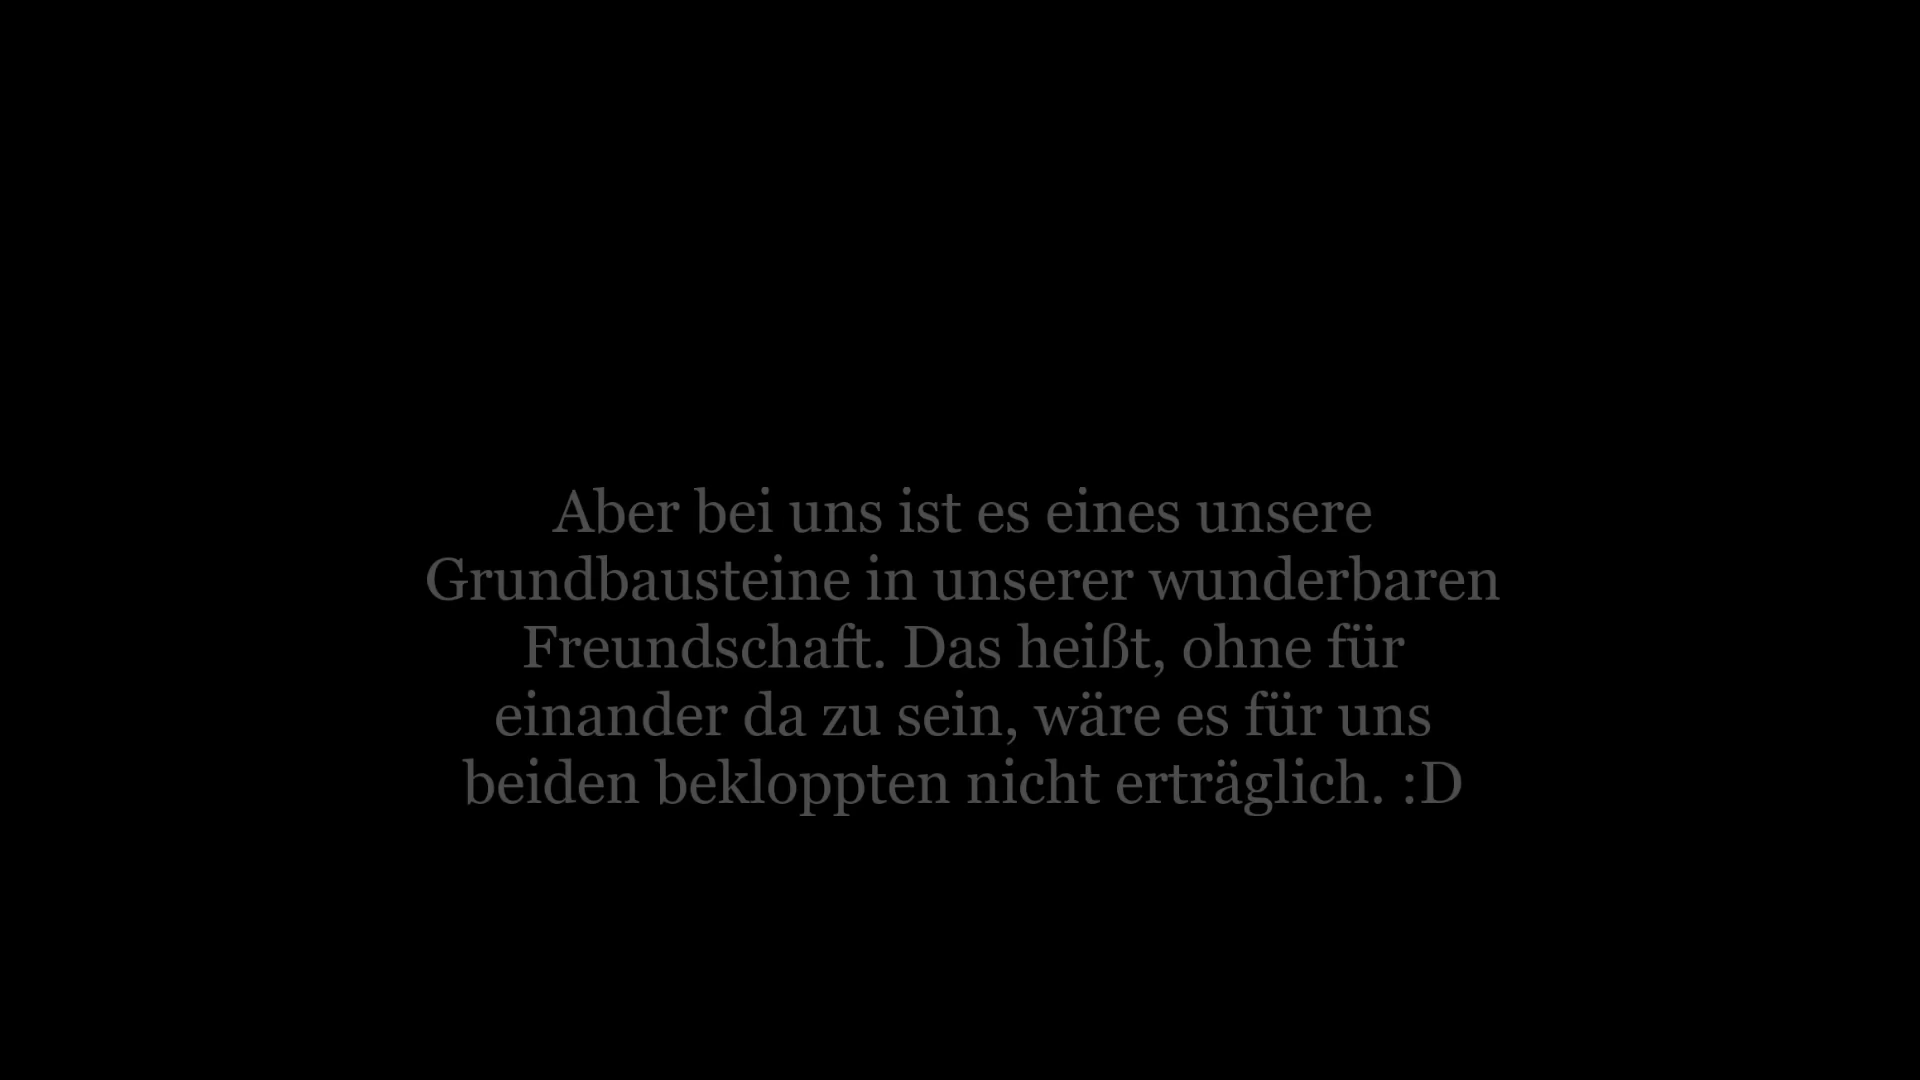 Aber bei uns ist es eines unsere
Grundbausteine in unserer wunderbaren
Freundschaft. Das heißt, ohne für
einander da zu sein, wäre es für uns
beiden bekloppten nicht erträglich. :D